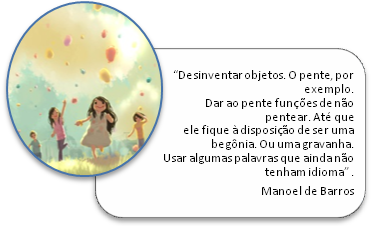 “Desinventar objetos. O pente, por
exemplo.
Dar ao pente funções de não
pentear. Até que
ele fique à disposição de ser uma
begônia. Ou uma gravanha.
Usar algumas palavras que ainda não
tenham idioma” .
Manoel de Barros